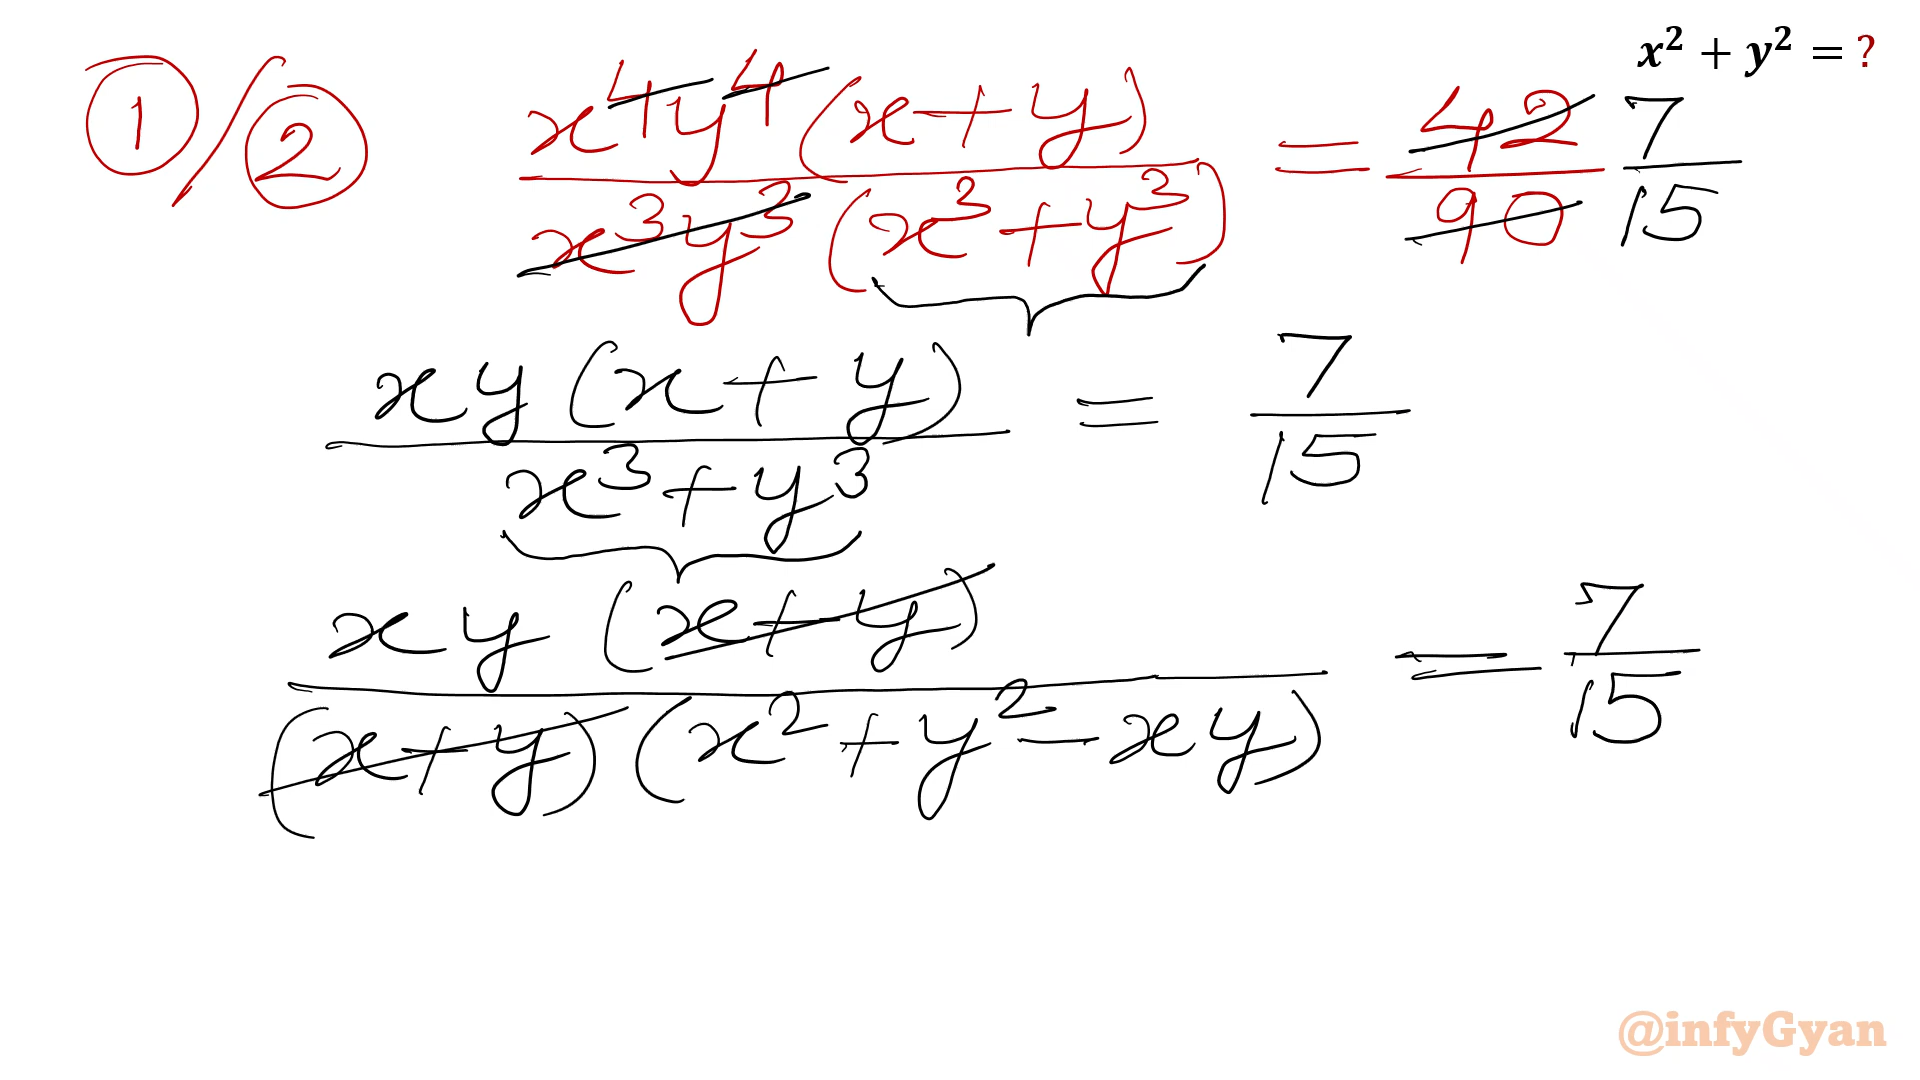 x² + y² = ?
① / ② x⁴y⁴(x+y) / x³y³(x³+y³) = 42/90 7/15
xy(x+y) / x³+y³ = 7/15
xy(x+y) / (x+y)(x²+y²-xy) = 7/15
@infyGyan